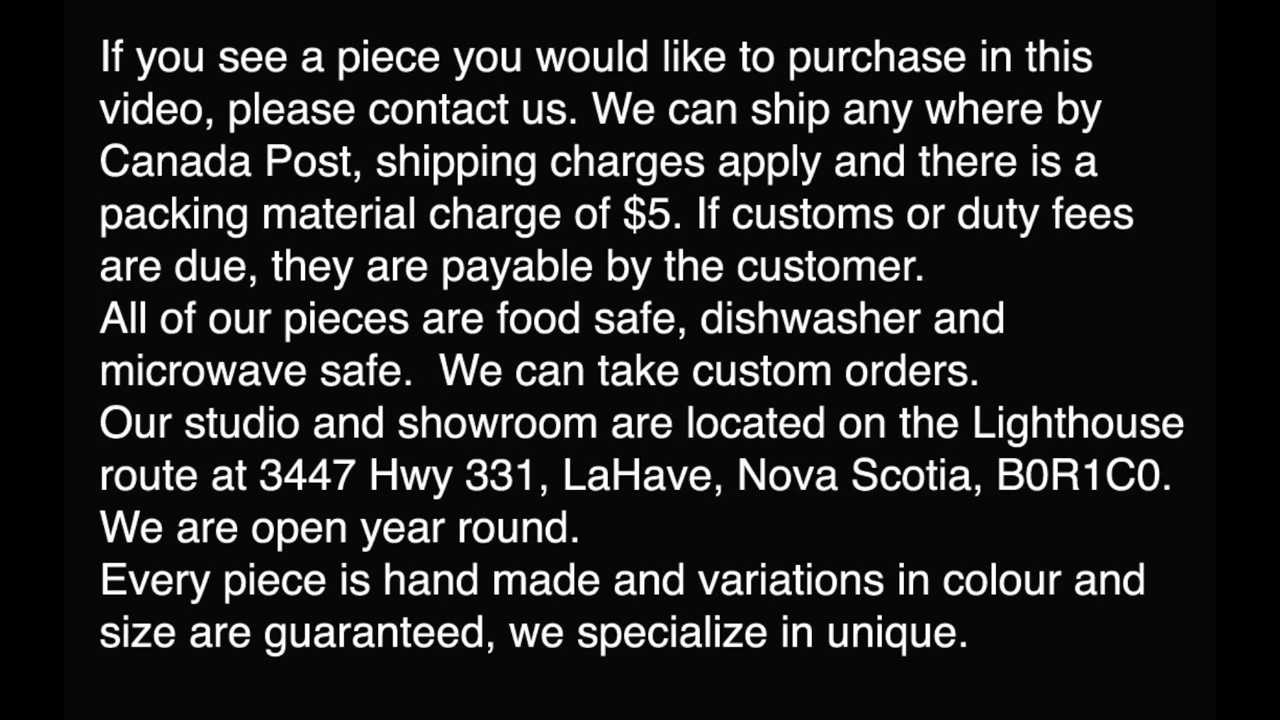 If you see a piece you would like to purchase in this
video, please contact us. We can ship any where by
Canada Post, shipping charges apply and there is a
packing material charge of $5. If customs or duty fees
are due, they are payable by the customer.
All of our pieces are food safe, dishwasher and
microwave safe.  We can take custom orders.
Our studio and showroom are located on the Lighthouse
route at 3447 Hwy 331, LaHave, Nova Scotia, B0R1C0.
We are open year round.
Every piece is hand made and variations in colour and
size are guaranteed, we specialize in unique.